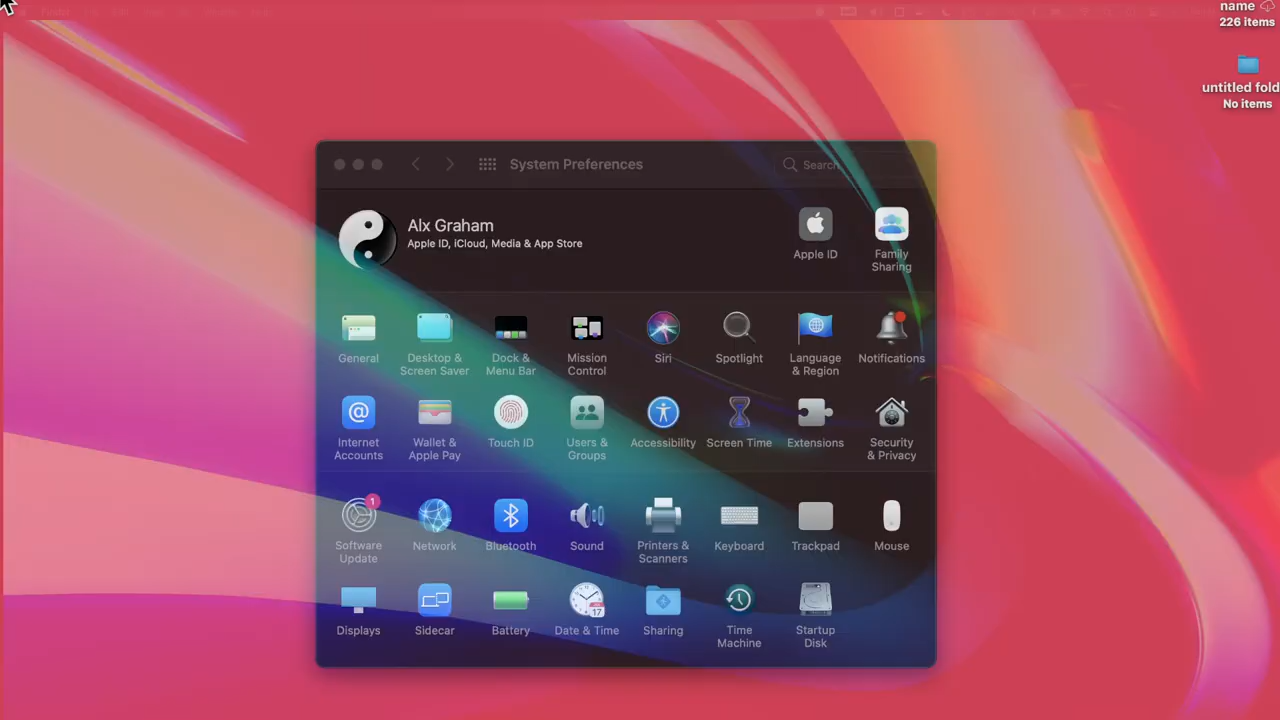 name
226 items
untitled fold
No items
System Preferences
Search
Alx Graham
Apple ID, iCloud, Media & App Store
Apple ID
Family
Sharing
General
Desktop &
Screen Saver
Dock &
Menu Bar
Mission
Control
Siri
Spotlight
Language
& Region
Notifications
Internet
Accounts
Wallet &
Apple Pay
Touch ID
Users &
Groups
Accessibility
Screen Time
Extensions
Security
& Privacy
1
Software
Update
Network
Bluetooth
Sound
Printers &
Scanners
Keyboard
Trackpad
Mouse
Displays
Sidecar
Battery
17
Date & Time
Sharing
Time
Machine
Startup
Disk